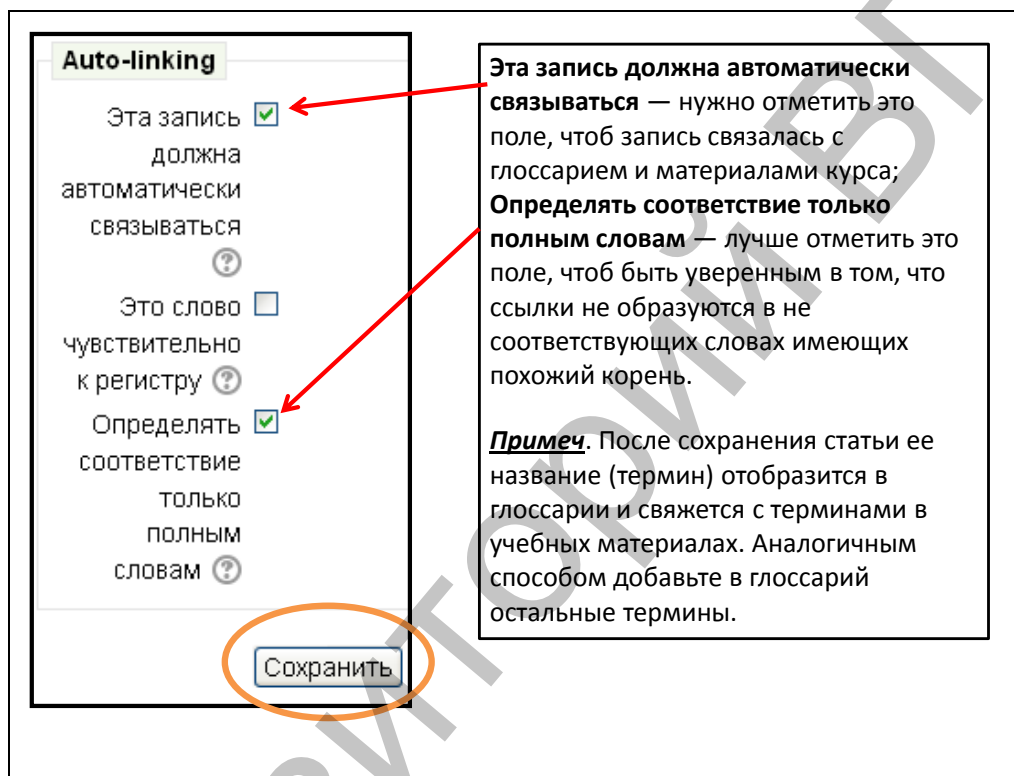 Auto-linking
Эта запись
должна
автоматически
связываться
Это слово
чувствительно
к регистру
Определять
соответствие
только
полным
словам
Сохранить
Эта запись должна автоматически
связываться — нужно отметить это
поле, чтоб запись связалась с
глоссарием и материалами курса;
Определять соответствие только
полным словам — лучше отметить это
поле, чтоб быть уверенным в том, что
ссылки не образуются в не
соответствующих словах имеющих
похожий корень.
Примеч. После сохранения статьи ее
название (термин) отобразится в
глоссарии и свяжется с терминами в
учебных материалах. Аналогичным
способом добавьте в глоссарий
остальные термины.